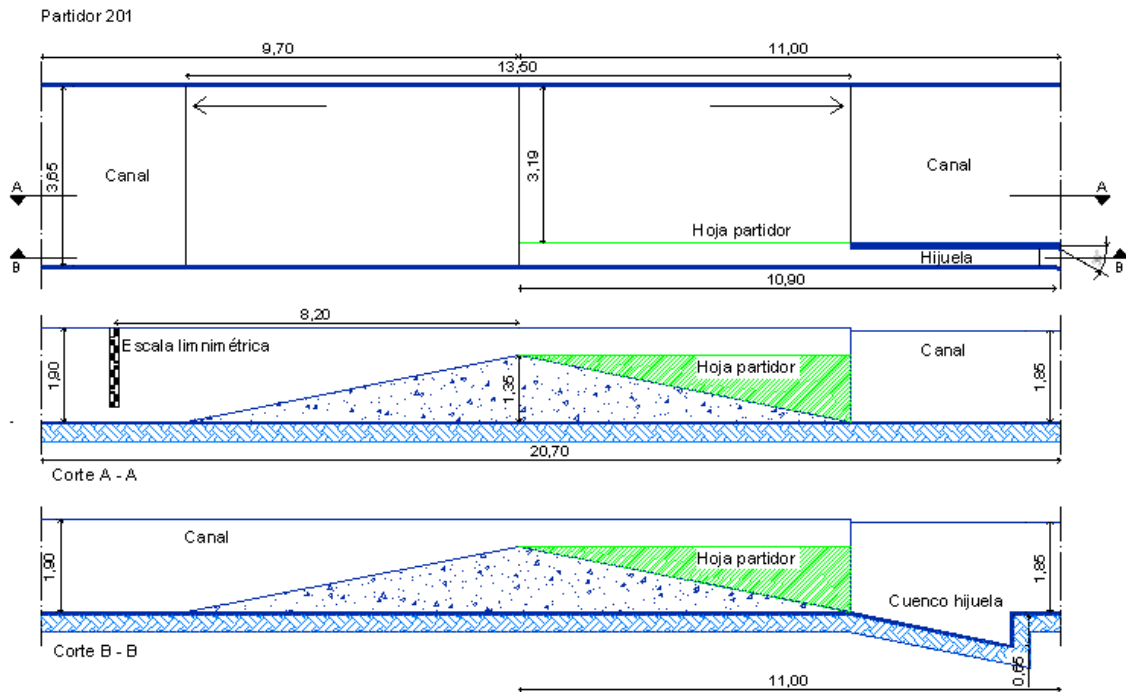 Partidor 201
9,70
11,00
13,50
3,65
Canal
3,19
Canal
A
A
Hoja partidor
B
Hijuela
B
10,90
8,20
Escala limnimétrica
1,90
1,35
Hoja partidor
Canal
1,85
20,70
Corte A - A
Canal
1,90
Hoja partidor
1,85
Cuenco hijuela
Corte B - B
0,65
11,00